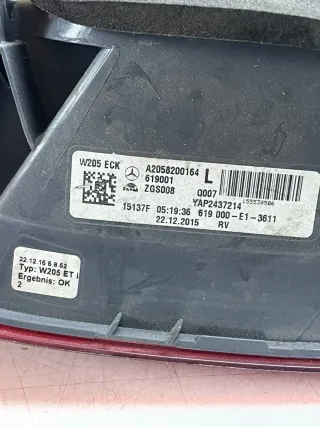 W205 ECK A2058200164 L
619001
ZGS008 Q007
YAP2437214
15137F 05:19:36 619 000-E1-3611
22.12.2015 RV
22.12.15 6.8.52
Typ: W205 ET l
Ergebnis: OK
2